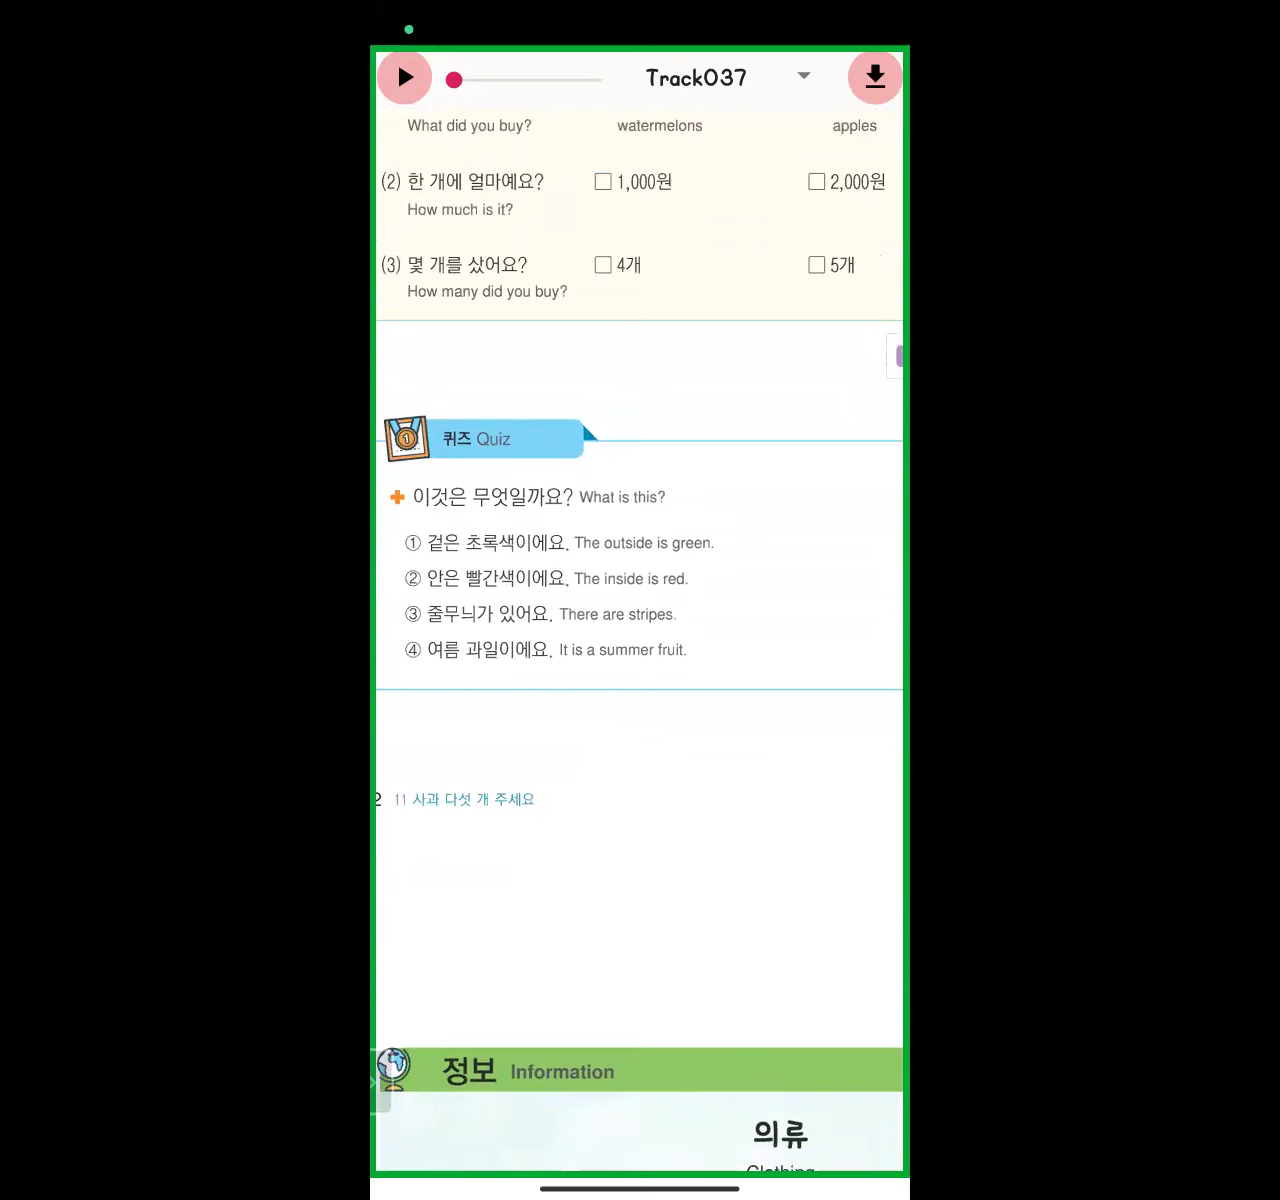 Track037
What did you buy? watermelons apples
(2) 한 개에 얼마예요? □ 1,000원 □ 2,000원
How much is it?
(3) 몇 개를 샀어요? □ 4개 □ 5개
How many did you buy?
퀴즈 Quiz
이것은 무엇일까요? What is this?
① 겉은 초록색이에요. The outside is green.
② 안은 빨간색이에요. The inside is red.
③ 줄무늬가 있어요. There are stripes.
④ 여름 과일이에요. It is a summer fruit.
2 11 사과 다섯 개 주세요
정보 Information
의류
Clothing